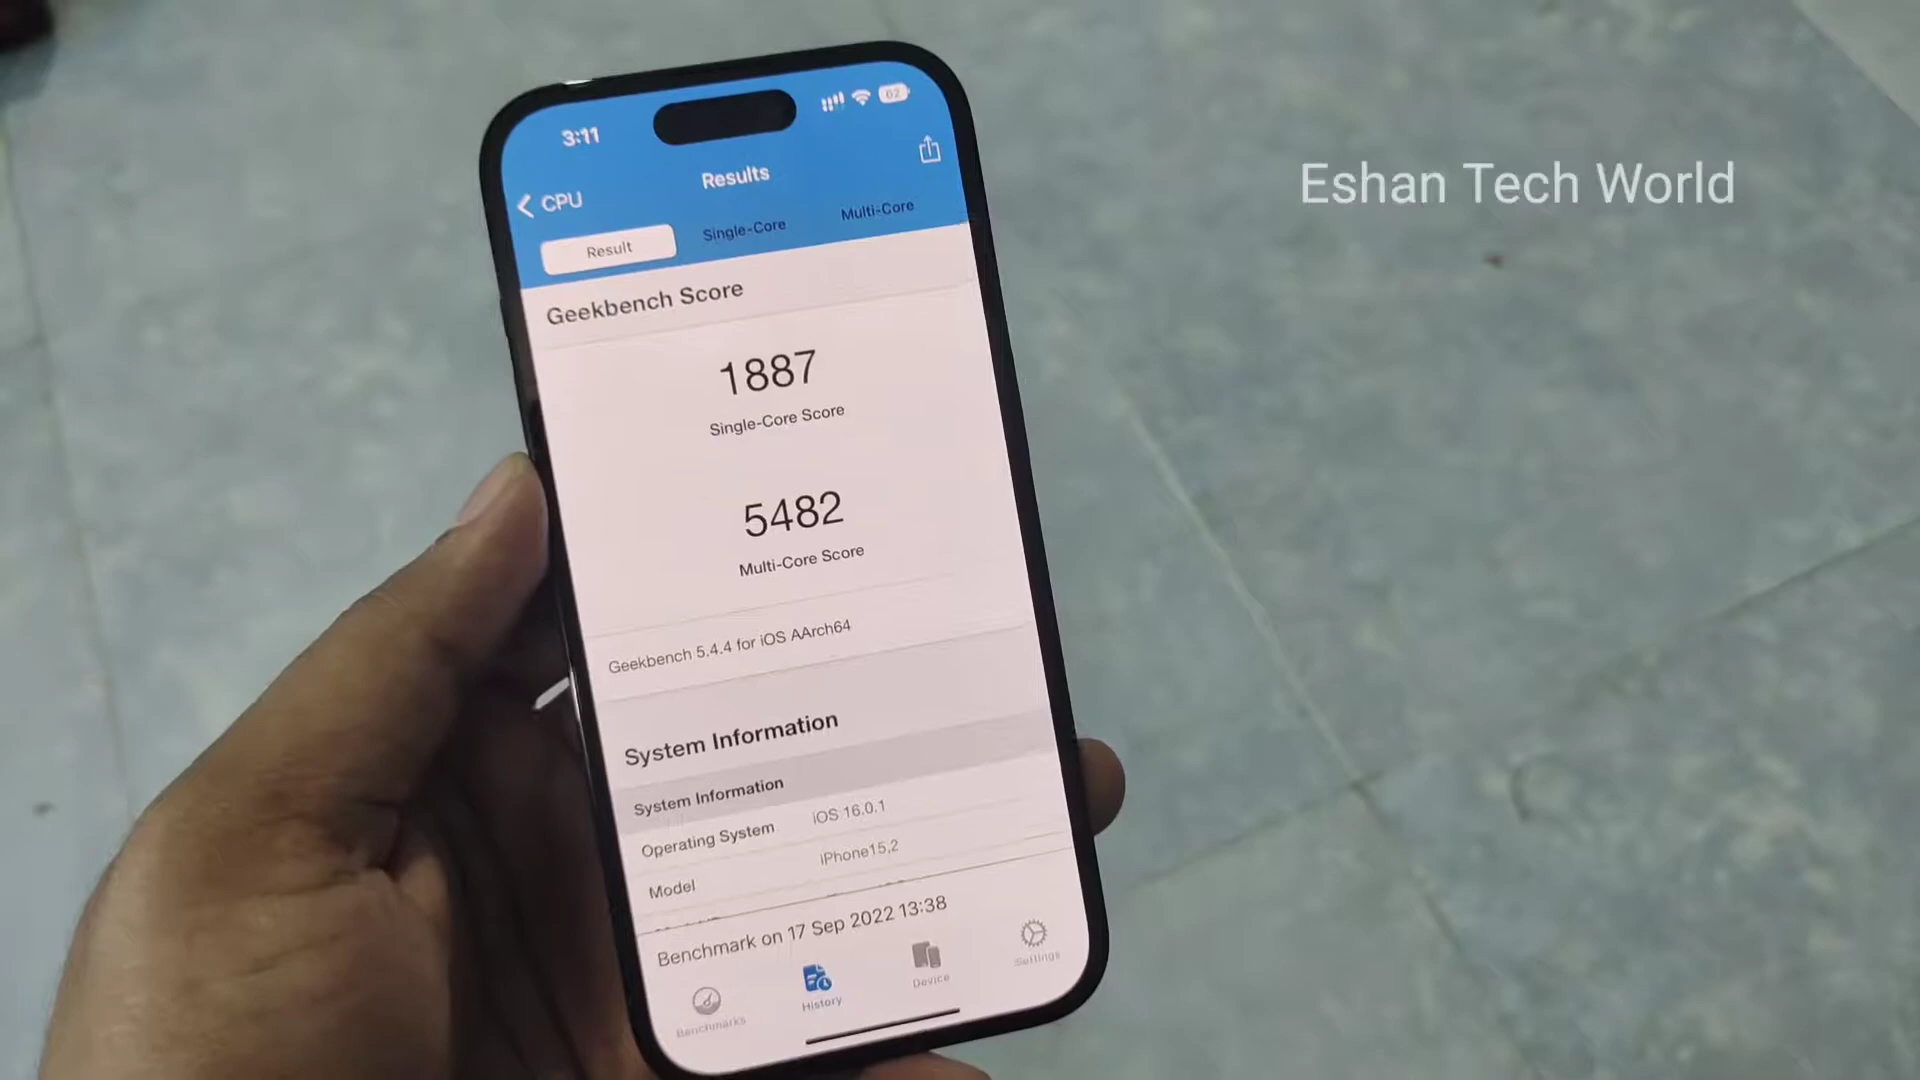 Eshan Tech World
3:11
62
CPU
Results
Result
Single-Core
Multi-Core
Geekbench Score
1887
Single-Core Score
5482
Multi-Core Score
Geekbench 5.4.4 for iOS AArch64
System Information
System Information
Operating System iOS 16.0.1
Model iPhone15,2
Benchmark on 17 Sep 2022 13:38
Benchmarks
History
Device
Settings